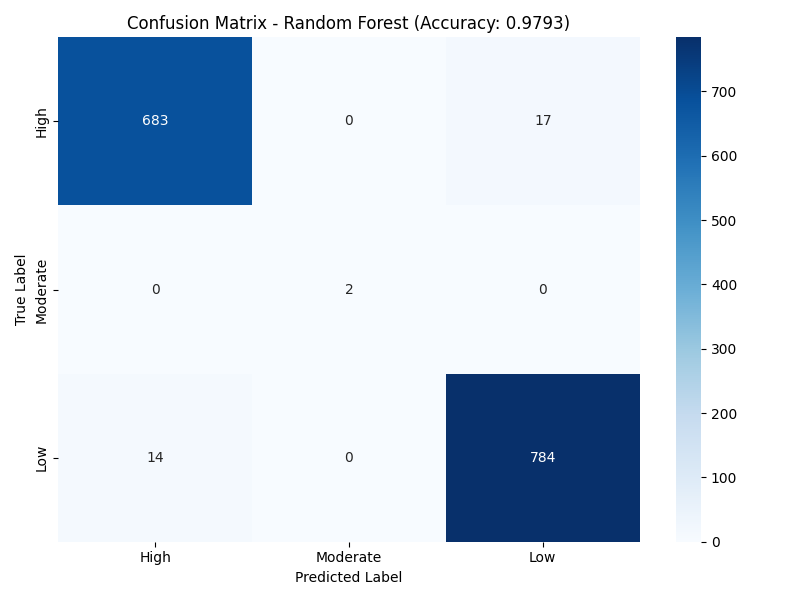 Confusion Matrix - Random Forest (Accuracy: 0.9793)
True Label
High
683
0
17
Moderate
0
2
0
Low
14
0
784
High
Moderate
Low
Predicted Label
700
600
500
400
300
200
100
0